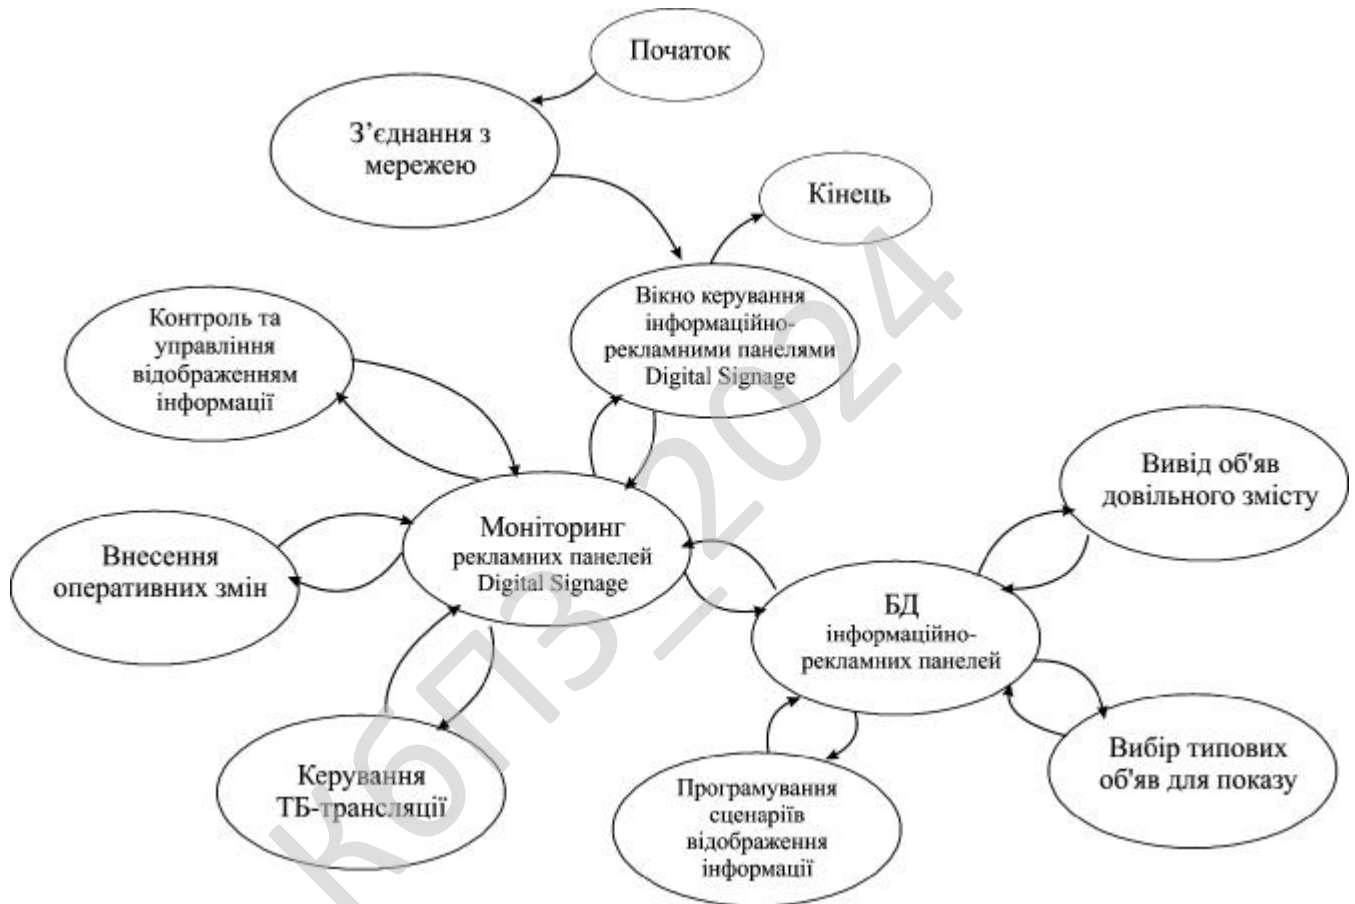 Початок
З’єднання з
мережею
Кінець
Вікно керування
інформаційно-
рекламними панелями
Digital Signage
Контроль та
управління
відображенням
інформації
Вивід об'яв
довільного змісту
Моніторинг
рекламних панелей
Digital Signage
Внесення
оперативних змін
БД
інформаційно-
рекламних панелей
Керування
ТБ-трансляції
Програмування
сценаріїв
відображення
інформації
Вибір типових
об'яв для показу
КбПЗ_2024